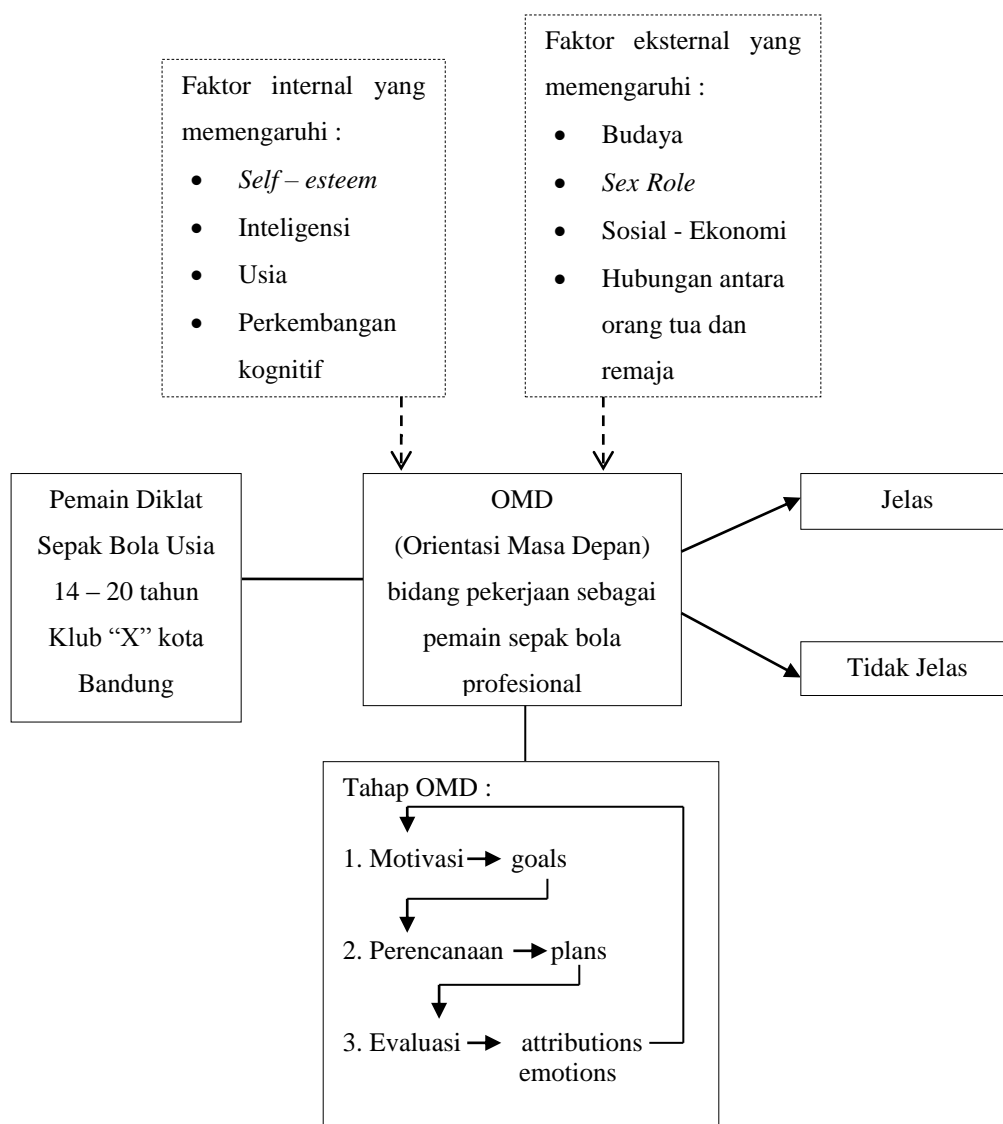 Faktor internal yang
memengaruhi :
• Self – esteem
• Inteligensi
• Usia
• Perkembangan
kognitif
Faktor eksternal yang
memengaruhi :
• Budaya
• Sex Role
• Sosial - Ekonomi
• Hubungan antara
orang tua dan
remaja
Pemain Diklat
Sepak Bola Usia
14 – 20 tahun
Klub “X” kota
Bandung
OMD
(Orientasi Masa Depan)
bidang pekerjaan sebagai
pemain sepak bola
profesional
Jelas
Tidak Jelas
Tahap OMD :
1. Motivasi goals
2. Perencanaan plans
3. Evaluasi attributions
emotions